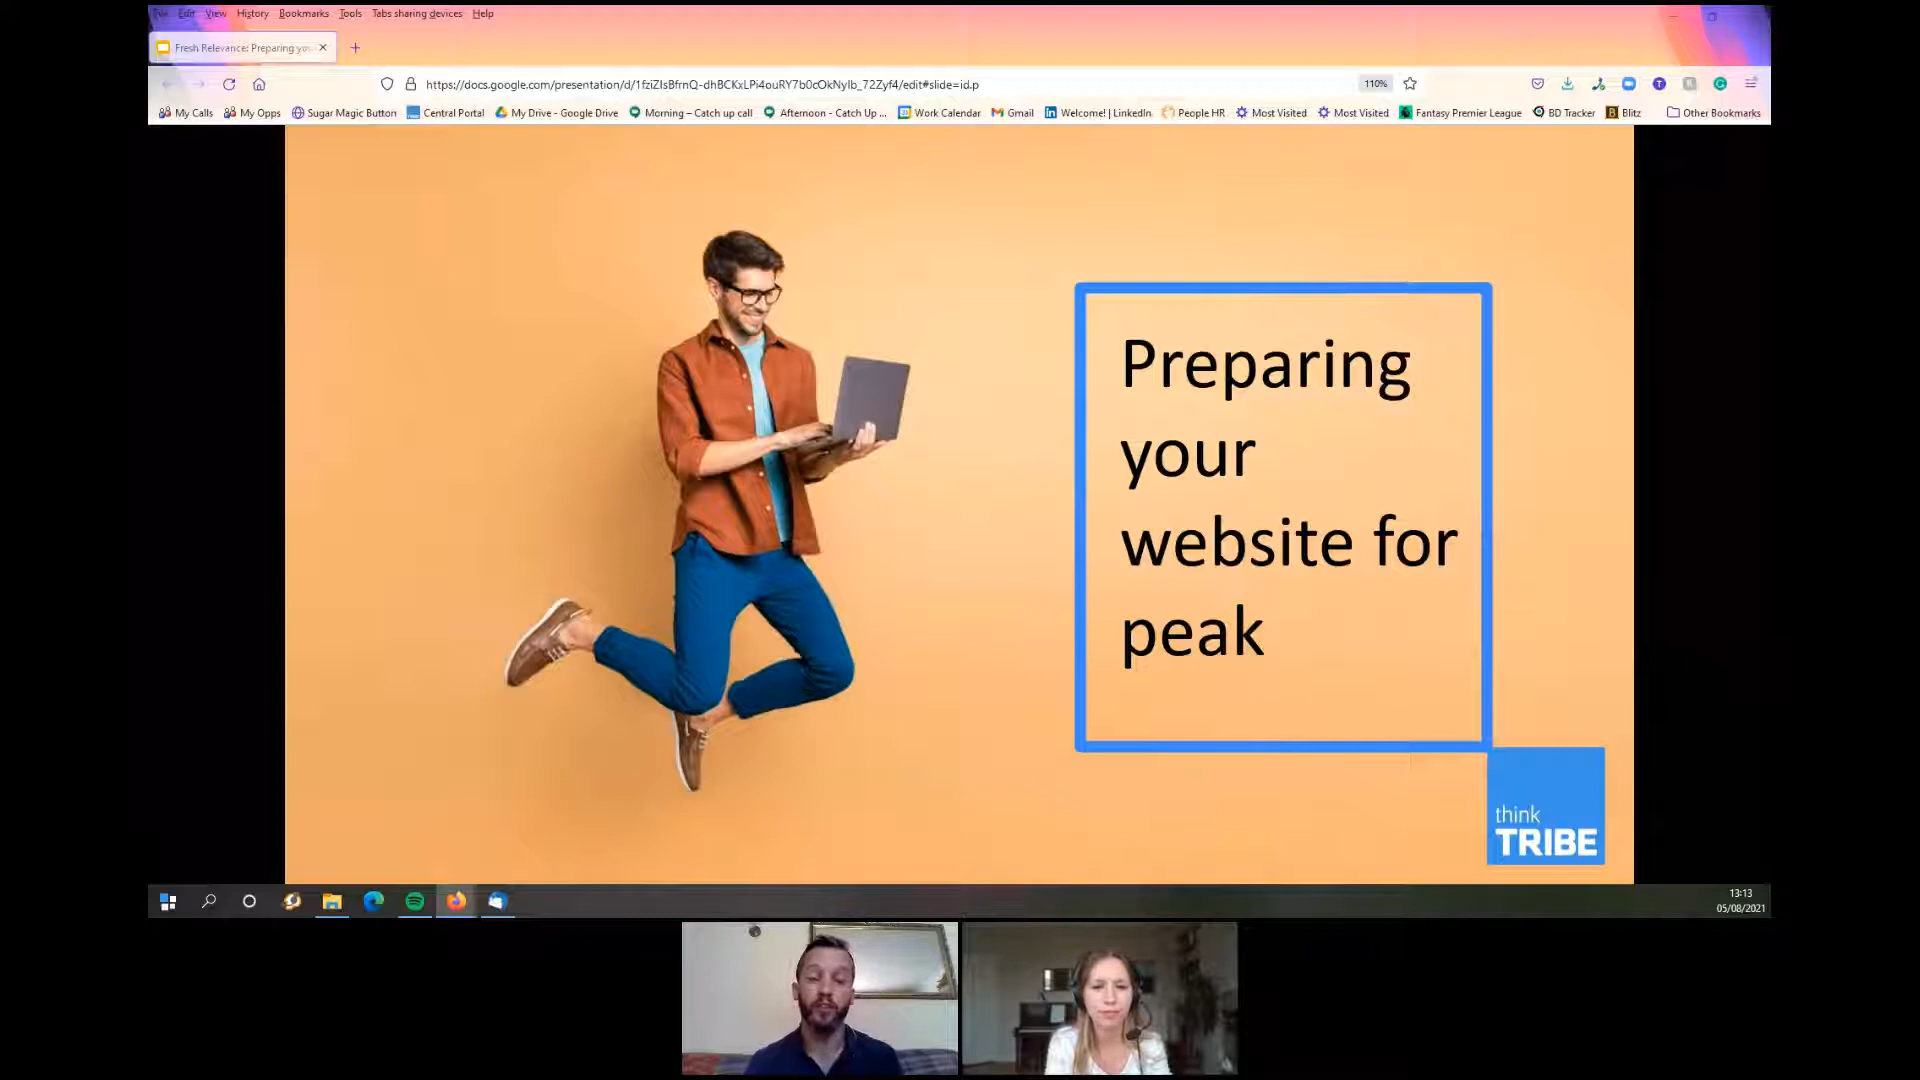 File Edit View History Bookmarks Tools Tabs sharing devices Help
Fresh Relevance: Preparing you
https://docs.google.com/presentation/d/1fziZIsBfrnQ-dhBCKxLPi4ouRY7b0cOkNyIb_72Zyf4/edit#slide=id.p
110%
My Calls My Opps Sugar Magic Button Central Portal My Drive - Google Drive Morning – Catch up call Afternoon - Catch Up ... Work Calendar Gmail Welcome! | LinkedIn People HR Most Visited Most Visited Fantasy Premier League BD Tracker Blitz Other Bookmarks
Preparing
your
website for
peak
think
TRIBE
13:13
05/08/2021